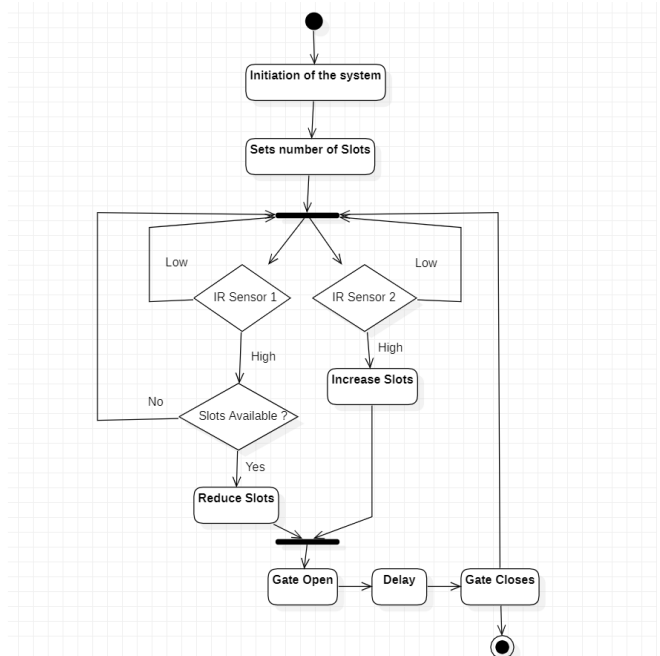 Initiation of the system
Sets number of Slots
Low
Low
IR Sensor 1
IR Sensor 2
High
High
Increase Slots
No
Slots Available ?
Yes
Reduce Slots
Gate Open
Delay
Gate Closes